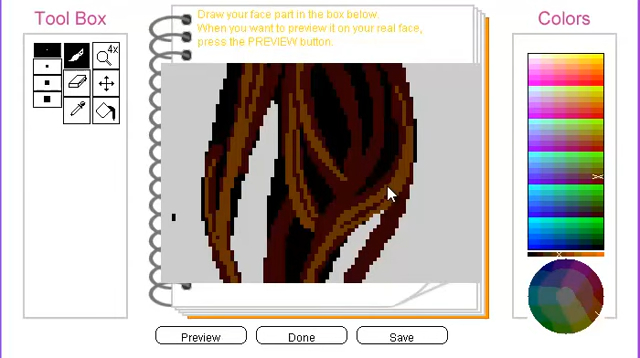 Tool Box
Draw your face part in the box below.
When you want to preview it on your real face,
press the PREVIEW button.
Colors
4x
Preview
Done
Save